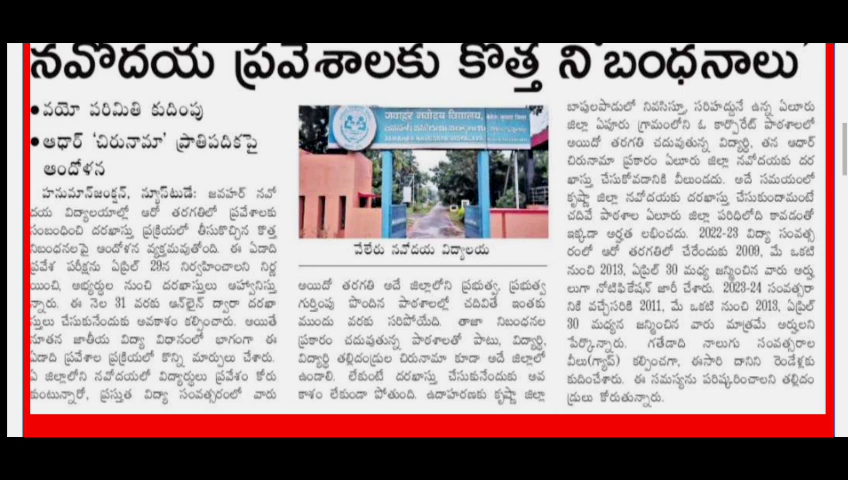 నవోదయ ప్రవేశాలకు కొత్త నిబంధనలు
• వయో పరిమితి కుదింపు
• ఆధార్ ‘చిరునామా’ ప్రాతిపదికపై
ఆందోళన
హనుమాన్‌జంక్షన్, న్యూస్‌టుడే: జవహర్ నవో
దయ విద్యాలయాల్లో ఆరో తరగతిలో ప్రవేశాలకు
సంబంధించి దరఖాస్తు ప్రక్రియలో తీసుకొచ్చిన కొత్త
నిబంధనలపై ఆందోళన వ్యక్తమవుతోంది. ఈ ఏడాది
ప్రవేశ పరీక్షను ఏప్రిల్ 29న నిర్వహించాలని నిర్ణ
యించి, అభ్యర్థుల నుంచి దరఖాస్తులు ఆహ్వానిస్తు
న్నారు. ఈ నెల 31 వరకు ఆన్‌లైన్ ద్వారా దరఖా
స్తులు చేసుకునేందుకు అవకాశం కల్పించారు. అయితే
నూతన జాతీయ విద్యా విధానంలో భాగంగా ఈ
ఏడాది ప్రవేశాల ప్రక్రియలో కొన్ని మార్పులు చేశారు.
ఏ జిల్లాలోని నవోదయలో విద్యార్థులు ప్రవేశం కోరు
కుంటున్నారో, ప్రస్తుత విద్యా సంవత్సరంలో వారు
जवाहर नवोदय विद्यालय,
వేలేరు నవోదయ విద్యాలయ
అయిదో తరగతి అదే జిల్లాలోని ప్రభుత్వ, ప్రభుత్వ
గుర్తింపు పొందిన పాఠశాలల్లో చదివితే ఇంతకు
ముందు వరకు సరిపోయేది. తాజా నిబంధనల
ప్రకారం చదువుతున్న పాఠశాలతో పాటు, విద్యార్థి,
విద్యార్థి తల్లిదండ్రుల చిరునామా కూడా అదే జిల్లాలో
ఉండాలి. లేకుంటే దరఖాస్తు చేసుకునేందుకు అవ
కాశం లేకుండా పోతుంది. ఉదాహరణకు కృష్ణా జిల్లా
బాపులపాడులో నివసిస్తూ, సరిహద్దునే ఉన్న ఏలూరు
జిల్లా ఏపూరు గ్రామంలోని ఓ కార్పొరేట్ పాఠశాలలో
అయిదో తరగతి చదువుతున్న విద్యార్థి, తన ఆధార్
చిరునామా ప్రకారం ఏలూరు జిల్లా నవోదయకు దర
ఖాస్తు చేసుకోవడానికి వీలుండదు. అదే సమయంలో
కృష్ణా జిల్లా నవోదయకు దరఖాస్తు చేసుకుందామంటే
చదివే పాఠశాల ఏలూరు జిల్లా పరిధిలోది కావడంతో
ఇక్కడా అర్హత లభించదు. 2022-23 విద్యా సంవత్స
రంలో ఆరో తరగతిలో చేరేందుకు 2009, మే ఒకటి
నుంచి 2013, ఏప్రిల్ 30 మధ్య జన్మించిన వారు అర్హు
లుగా నోటిఫికేషన్ జారీ చేశారు. 2023-24 సంవత్సరా
నికి వచ్చేసరికి 2011, మే ఒకటి నుంచి 2013, ఏప్రిల్
30 మధ్యన జన్మించిన వారు మాత్రమే అర్హులని
పేర్కొన్నారు. గతేడాది నాలుగు సంవత్సరాల
వీలు(గ్యాప్) కల్పించగా, ఈసారి దానిని రెండేళ్లకు
కుదించేశారు. ఈ సమస్యను పరిష్కరించాలని తల్లిదం
డ్రులు కోరుతున్నారు.